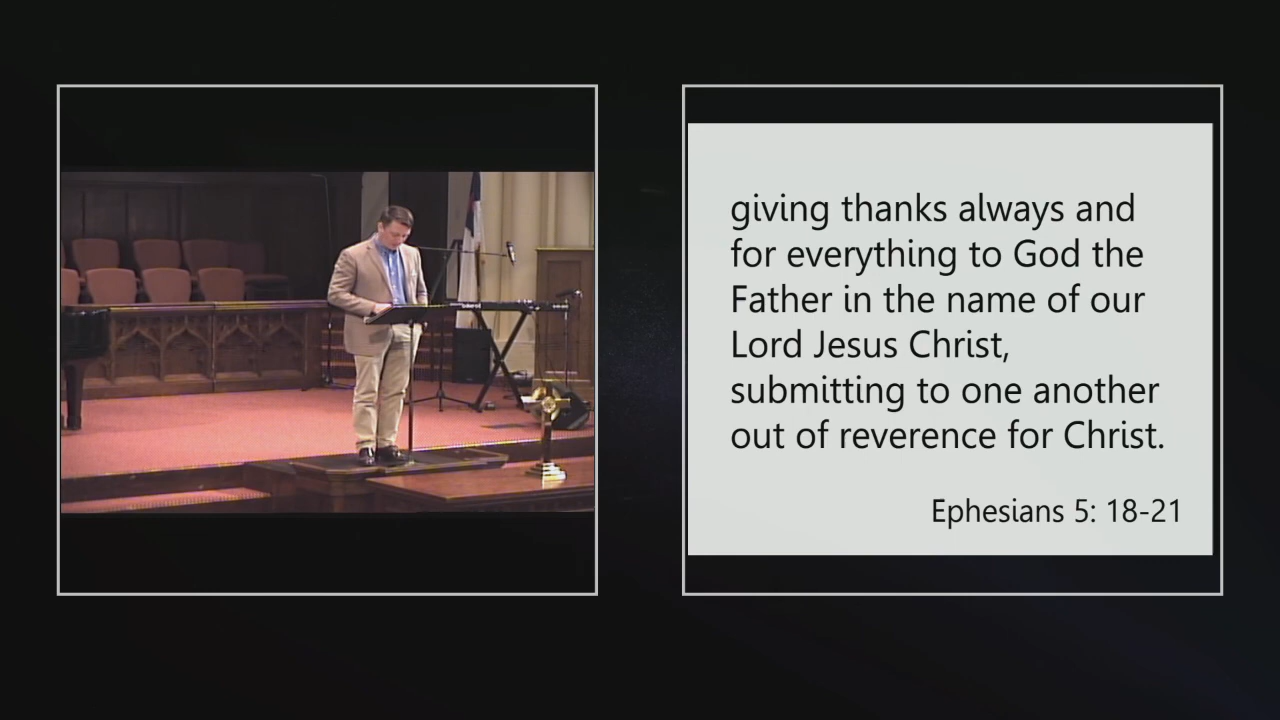 giving thanks always and
for everything to God the
Father in the name of our
Lord Jesus Christ,
submitting to one another
out of reverence for Christ.
Ephesians 5: 18-21